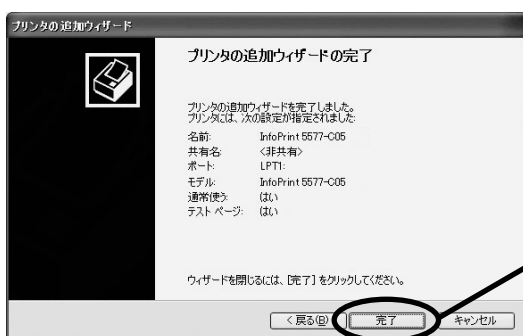 プリンタの追加ウィザード
プリンタの追加ウィザードの完了
プリンタの追加ウィザードを完了しました。
プリンタには、次の設定が指定されました:
名前: InfoPrint 5577-C05
共有名: <非共有>
ポート: LPT1:
モデル: InfoPrint 5577-C05
通常使う: はい
テスト ページ: はい
ウィザードを閉じるには、[完了] をクリックしてください。
< 戻る(B) 完了 キャンセル